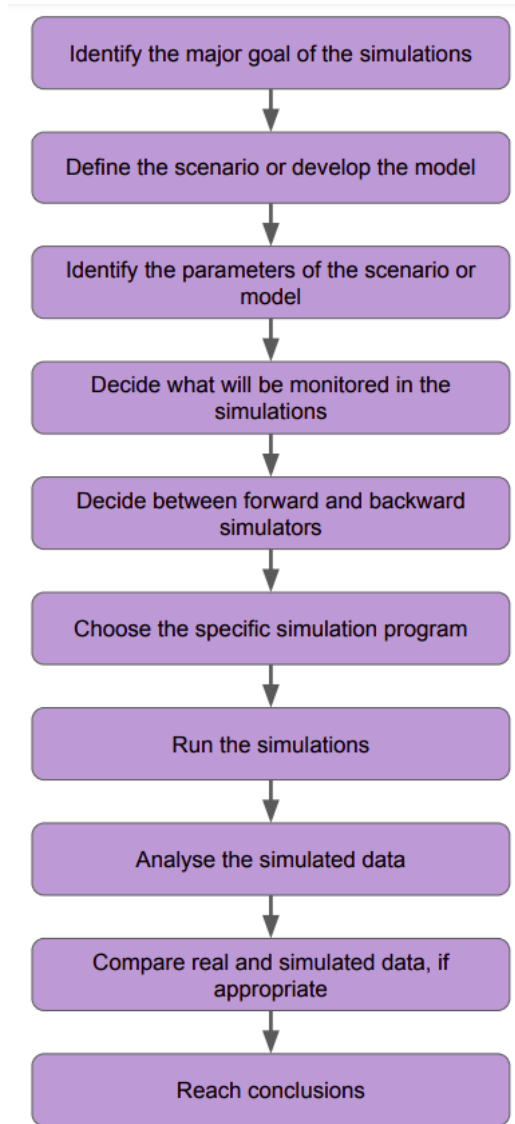 Identify the major goal of the simulations
Define the scenario or develop the model
Identify the parameters of the scenario or
model
Decide what will be monitored in the
simulations
Decide between forward and backward
simulators
Choose the specific simulation program
Run the simulations
Analyse the simulated data
Compare real and simulated data, if
appropriate
Reach conclusions